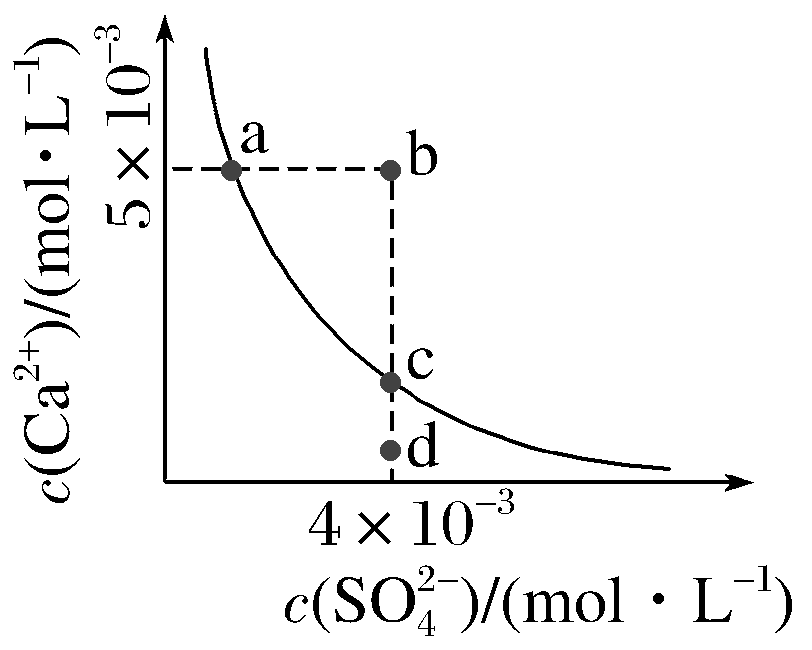 c(Ca²⁺)/(mol·L⁻¹)
5×10⁻³
a
b
c
d
4×10⁻³
c(SO₄²⁻)/(mol·L⁻¹)